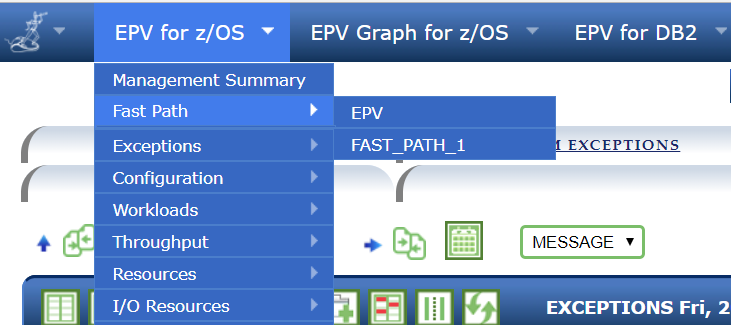 EPV for z/OS EPV Graph for z/OS EPV for DB2
Management Summary
Fast Path
EPV
FAST_PATH_1
EXCEPTIONS
Exceptions
Configuration
Workloads
Throughput
MESSAGE
Resources
I/O Resources
EXCEPTIONS Fri, 2